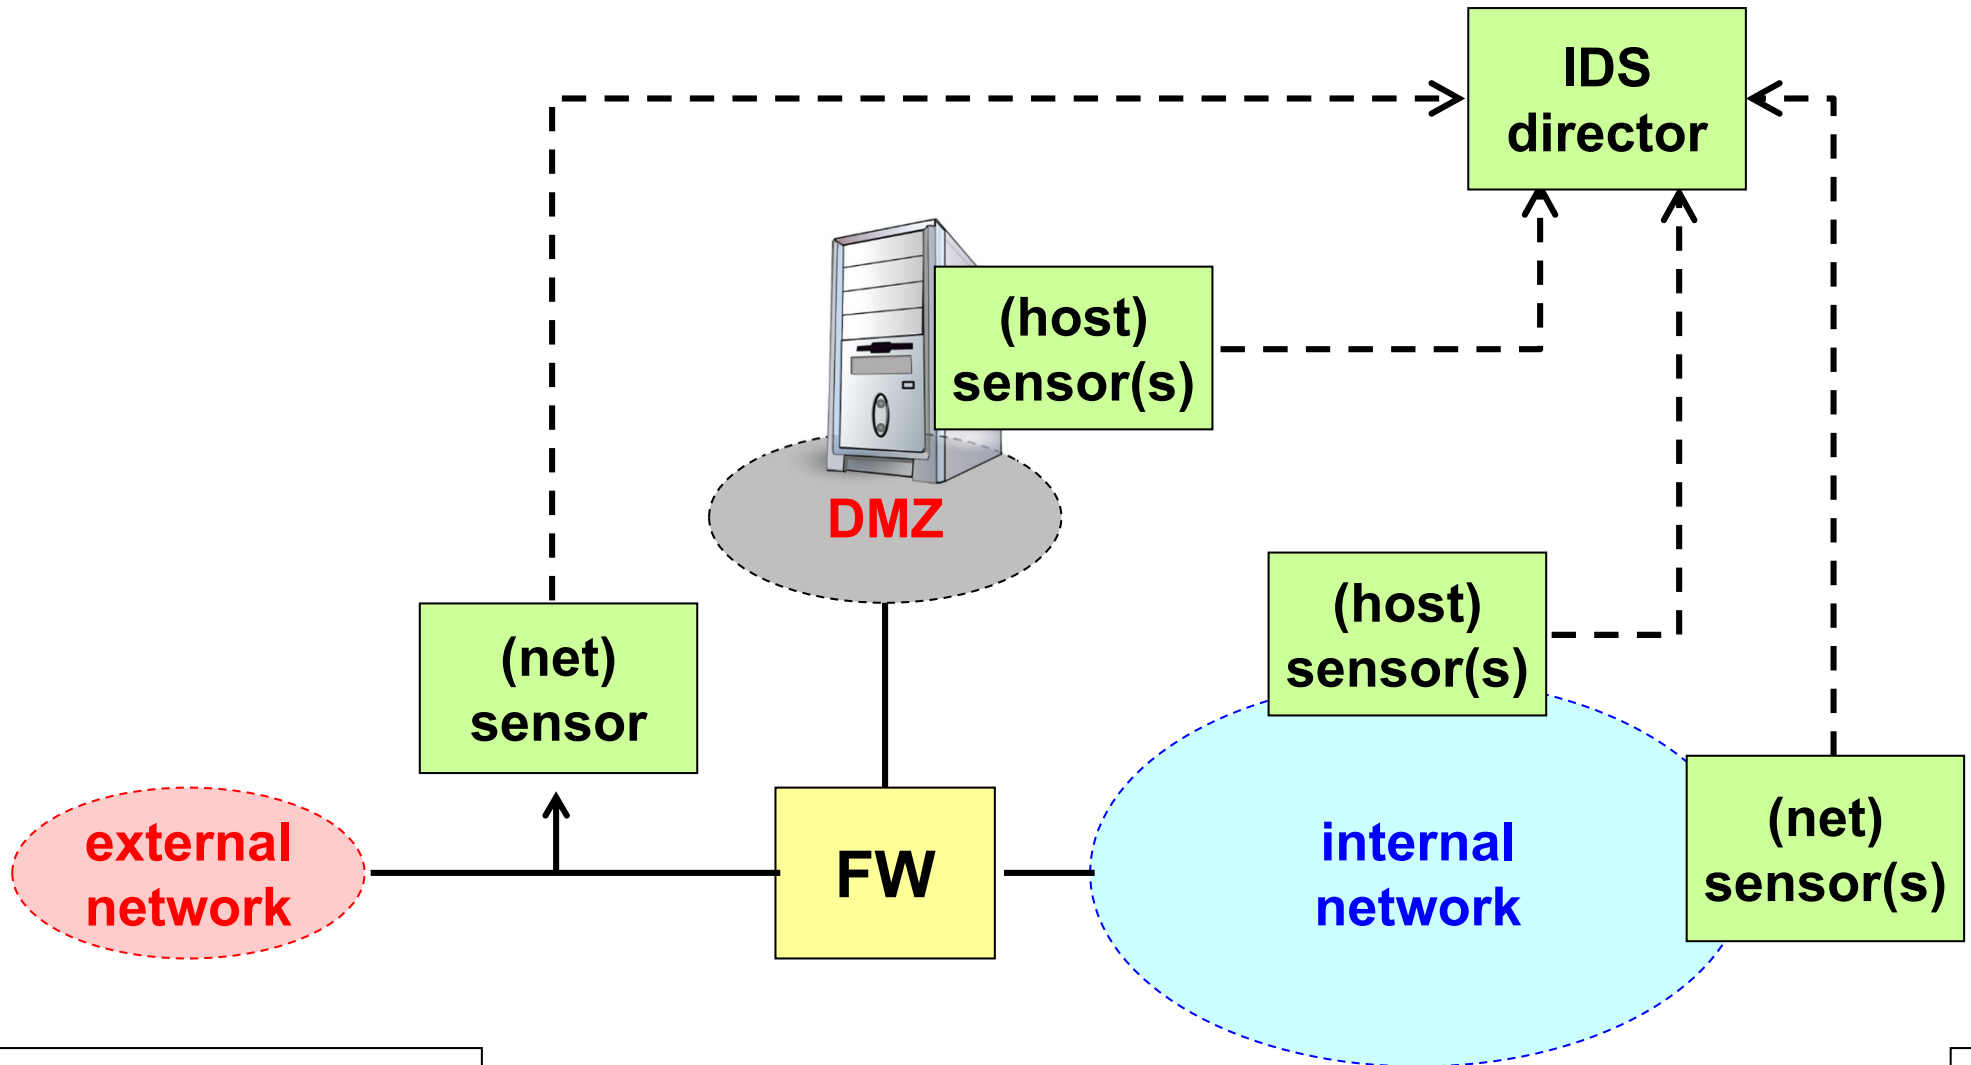 IDS
director
(host)
sensor(s)
DMZ
(host)
sensor(s)
(net)
sensor
external
network
FW
internal
network
(net)
sensor(s)